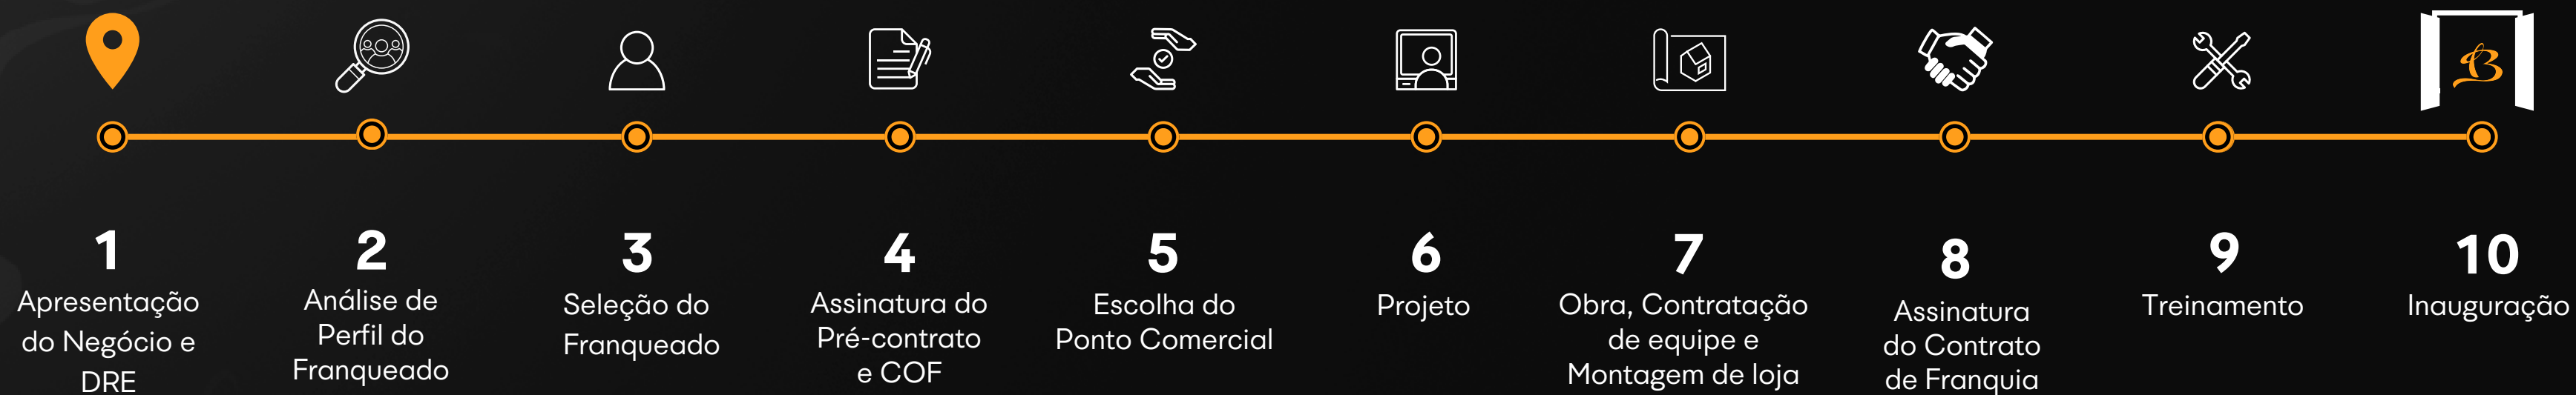 1
Apresentação
do Negócio e
DRE
2
Análise de
Perfil do
Franqueado
3
Seleção do
Franqueado
4
Assinatura do
Pré-contrato
e COF
5
Escolha do
Ponto Comercial
6
Projeto
7
Obra, Contratação
de equipe e
Montagem de loja
8
Assinatura
do Contrato
de Franquia
9
Treinamento
B
10
Inauguração